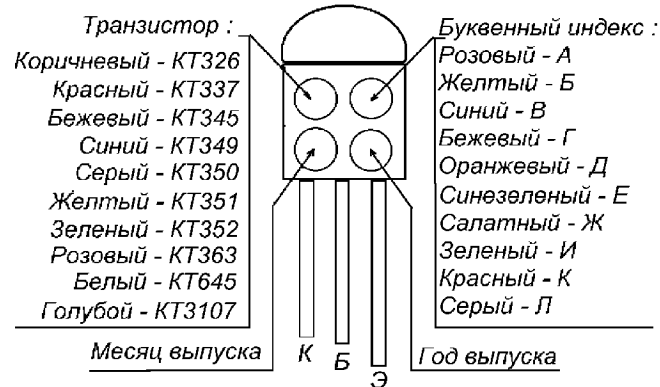 Транзистор :
Коричневый - КТ326
Красный - КТ337
Бежевый - КТ345
Синий - КТ349
Серый - КТ350
Желтый - КТ351
Зеленый - КТ352
Розовый - КТ363
Белый - КТ645
Голубой - КТ3107
Буквенный индекс :
Розовый - А
Желтый - Б
Синий - В
Бежевый - Г
Оранжевый - Д
Синезеленый - Е
Салатный - Ж
Зеленый - И
Красный - К
Серый - Л
Месяц выпуска
К
Б
Э
Год выпуска